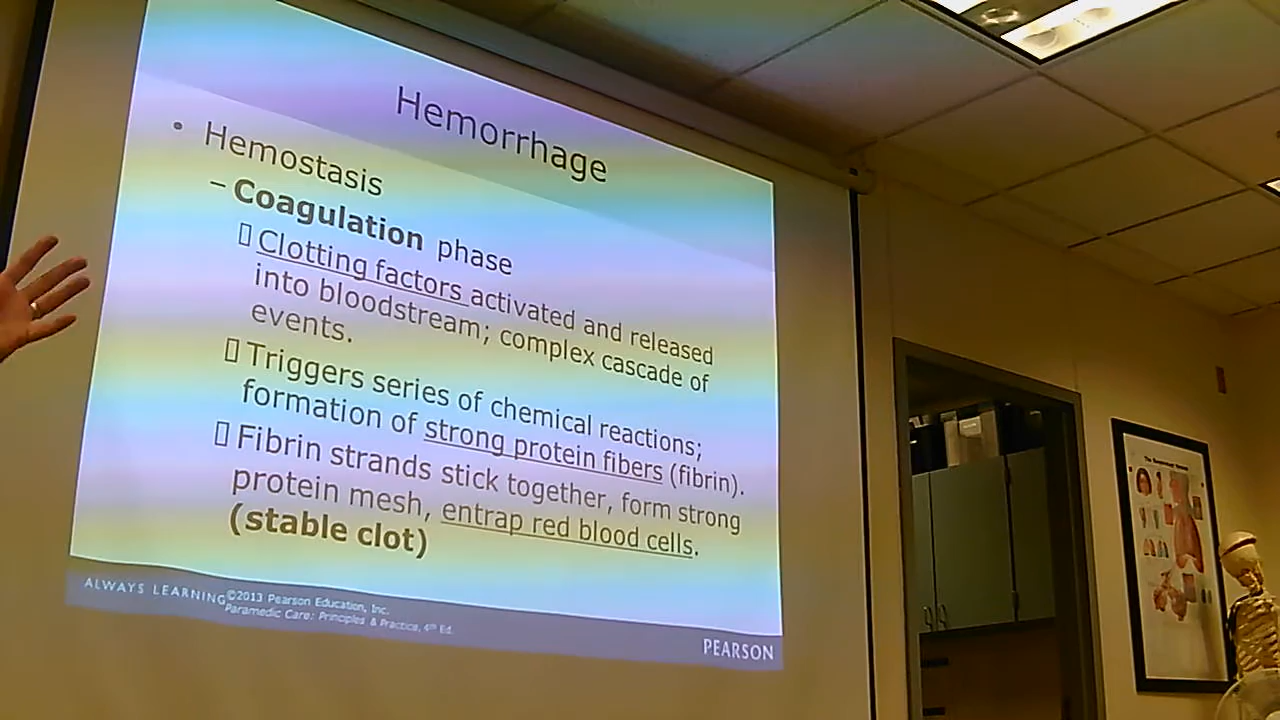 Hemorrhage
• Hemostasis
– Coagulation phase
Clotting factors activated and released
into bloodstream; complex cascade of
events.
Triggers series of chemical reactions;
formation of strong protein fibers (fibrin).
Fibrin strands stick together, form strong
protein mesh, entrap red blood cells.
(stable clot)
ALWAYS LEARNING
©2013 Pearson Education, Inc.
Paramedic Care: Principles & Practice, 4th Ed.
PEARSON